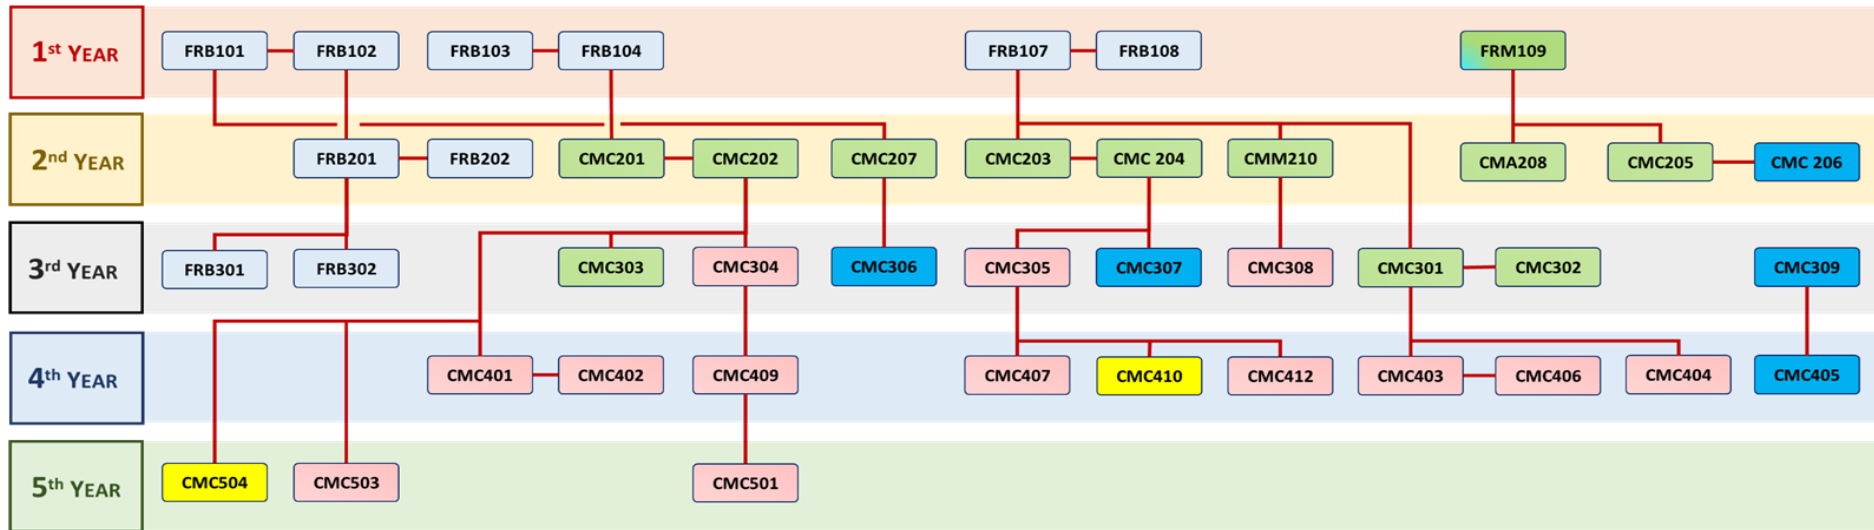 1st YEAR
FRB101 FRB102 FRB103 FRB104 FRB107 FRB108 FRM109
2nd YEAR
FRB201 FRB202 CMC201 CMC202 CMC207 CMC203 CMC 204 CMM210 CMA208 CMC205 CMC 206
3rd YEAR
FRB301 FRB302 CMC303 CMC304 CMC306 CMC305 CMC307 CMC308 CMC301 CMC302 CMC309
4th YEAR
CMC401 CMC402 CMC409 CMC407 CMC410 CMC412 CMC403 CMC406 CMC404 CMC405
5th YEAR
CMC504 CMC503 CMC501